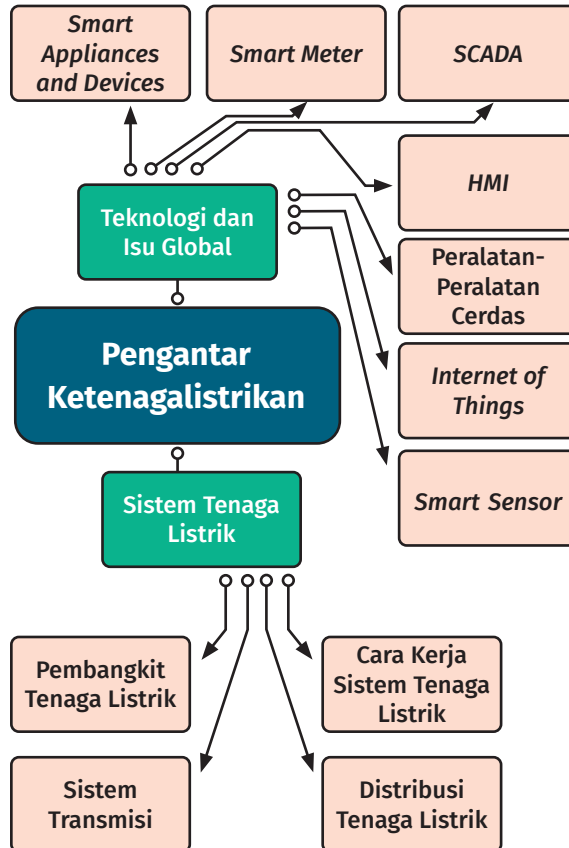 Smart
Appliances
and Devices
Smart Meter
SCADA
HMI
Teknologi dan
Isu Global
Peralatan-
Peralatan
Cerdas
Pengantar
Ketenagalistrikan
Internet of
Things
Sistem Tenaga
Listrik
Smart Sensor
Pembangkit
Tenaga Listrik
Cara Kerja
Sistem Tenaga
Listrik
Sistem
Transmisi
Distribusi
Tenaga Listrik